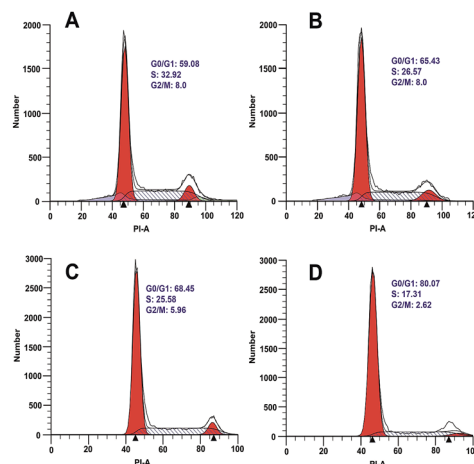 A
2000
1500
1000
500
0
Number
G0/G1: 59.08
S: 32.92
G2/M: 8.0
0 20 40 60 80 100 120
PI-A
B
2000
1500
1000
500
0
Number
G0/G1: 65.43
S: 26.57
G2/M: 8.0
0 20 40 60 80 100 12
PI-A
C
3000
2500
2000
1500
1000
500
0
Number
G0/G1: 68.45
S: 25.58
G2/M: 5.96
0 20 40 60 80 100
PI-A
D
3000
2500
2000
1500
1000
500
0
Number
G0/G1: 80.07
S: 17.31
G2/M: 2.62
0 20 40 60 80 100
PI-A